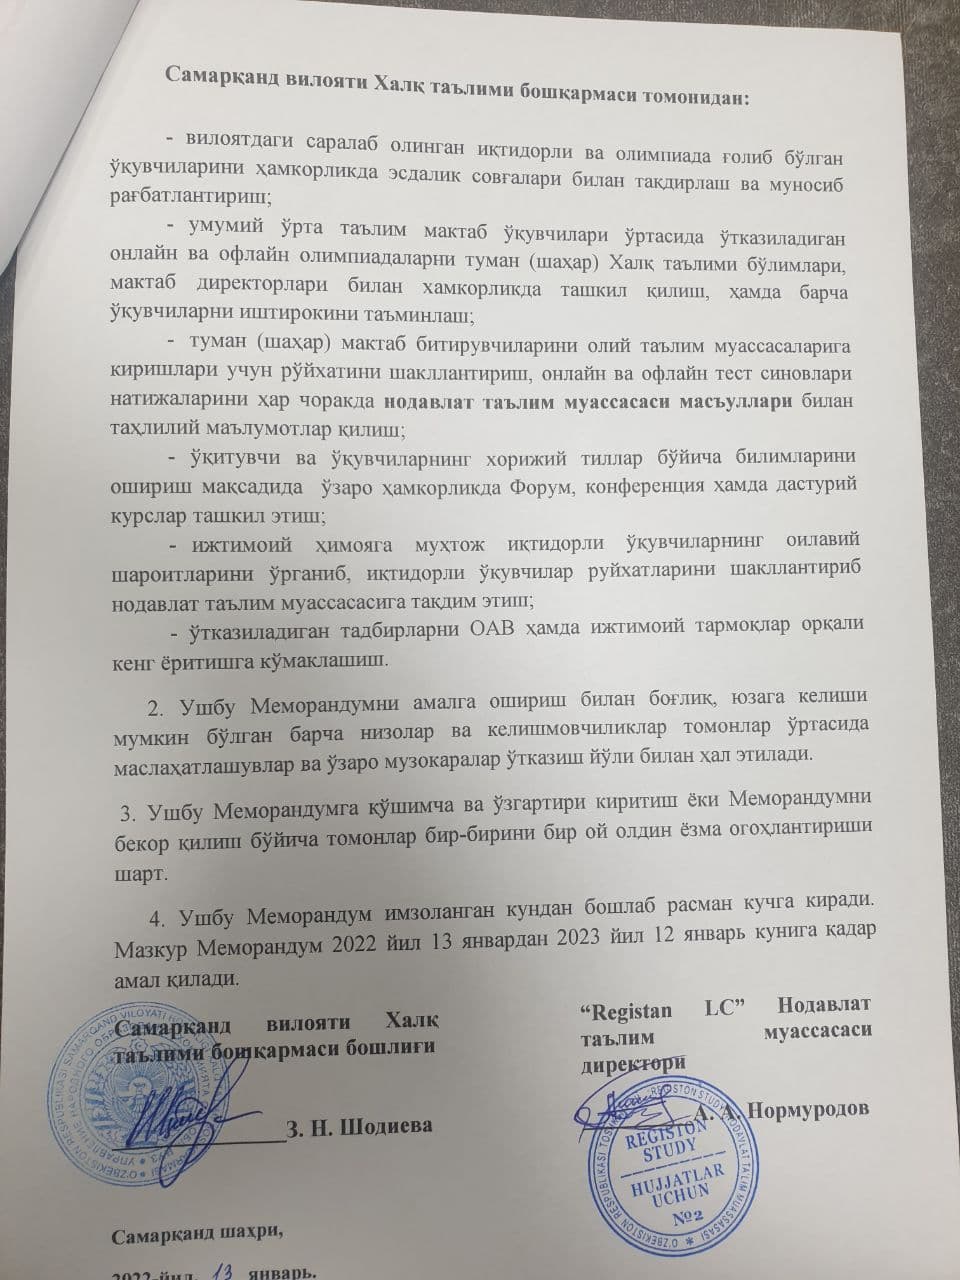 Самарқанд вилояти Халқ таълими бошқармаси томонидан:
- вилоятдаги саралаб олинган иқтидорли ва олимпиада ғолиб бўлган
ўқувчиларини ҳамкорликда эсдалик совғалари билан тақдирлаш ва муносиб
рағбатлантириш;
- умумий ўрта таълим мактаб ўқувчилари ўртасида ўтказиладиган
онлайн ва офлайн олимпиадаларни туман (шаҳар) Халқ таълими бўлимлари,
мактаб директорлари билан хамкорликда ташкил қилиш, ҳамда барча
ўқувчиларни иштирокини таъминлаш;
- туман (шаҳар) мактаб битирувчиларини олий таълим муассасаларига
киришлари учун рўйхатини шакллантириш, онлайн ва офлайн тест синовлари
натижаларини ҳар чоракда нодавлат таълим муассасаси масъуллари билан
таҳлилий маълумотлар қилиш;
- ўқитувчи ва ўқувчиларнинг хорижий тиллар бўйича билимларини
ошириш мақсадида ўзаро ҳамкорликда Форум, конференция ҳамда дастурий
курслар ташкил этиш;
- ижтимоий ҳимояга муҳтож иқтидорли ўқувчиларнинг оилавий
шароитларини ўрганиб, иқтидорли ўқувчилар руйхатларини шакллантириб
нодавлат таълим муассасасига тақдим этиш;
- ўтказиладиган тадбирларни ОАВ ҳамда ижтимоий тармоқлар орқали
кенг ёритишга кўмаклашиш.
2. Ушбу Меморандумни амалга ошириш билан боғлиқ, юзага келиши
мумкин бўлган барча низолар ва келишмовчиликлар томонлар ўртасида
маслаҳатлашувлар ва ўзаро музокаралар ўтказиш йўли билан ҳал этилади.
3. Ушбу Меморандумга қўшимча ва ўзгартири киритиш ёки Меморандумни
бекор қилиш бўйича томонлар бир-бирини бир ой олдин ёзма огоҳлантириши
шарт.
4. Ушбу Меморандум имзоланган кундан бошлаб расман кучга киради.
Мазкур Меморандум 2022 йил 13 январдан 2023 йил 12 январь кунига қадар
амал қилади.
Самарқанд вилояти Халқ
таълими бошқармаси бошлиғи
З. Н. Шодиева
“Registan LC” Нодавлат
таълим муассасаси
директори
А. А. Нормуродов
REGISTON
STUDY
HUJJATLAR
UCHUN
№2
Самарқанд шаҳри,
2022-йил, 13 январь.